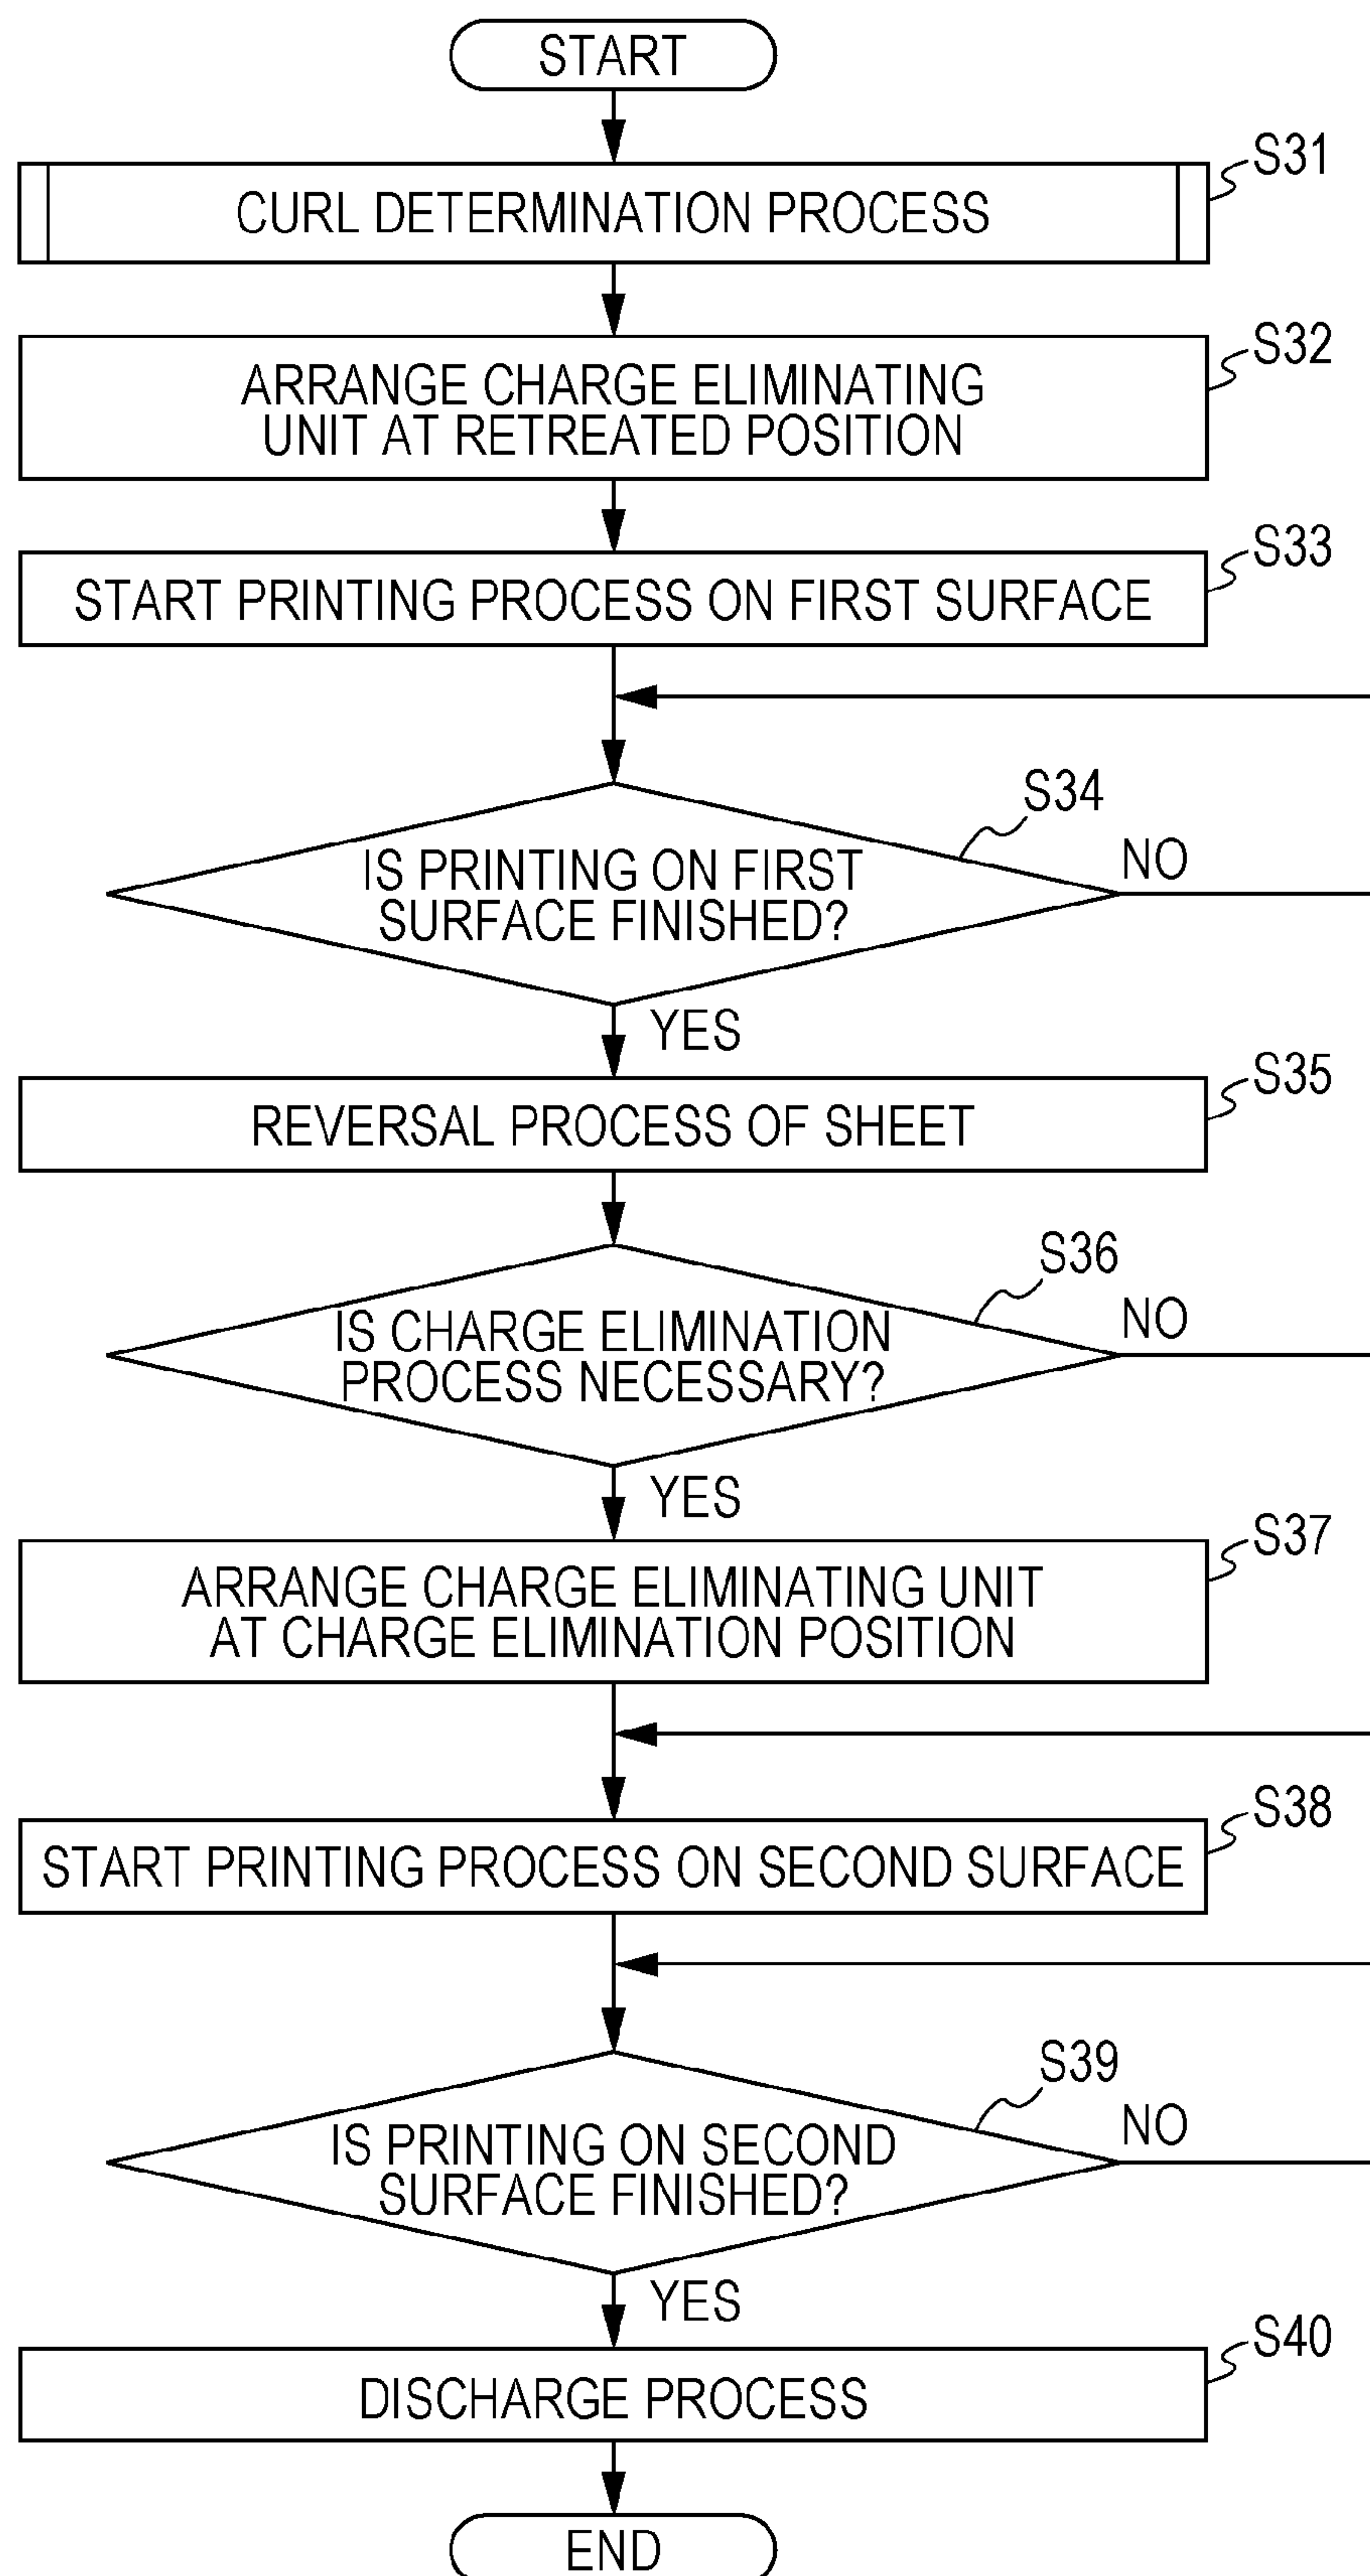 START
S31
CURL DETERMINATION PROCESS
S32
ARRANGE CHARGE ELIMINATING
UNIT AT RETREATED POSITION
S33
START PRINTING PROCESS ON FIRST SURFACE
S34
NO
IS PRINTING ON FIRST
SURFACE FINISHED?
YES
S35
REVERSAL PROCESS OF SHEET
S36
NO
IS CHARGE ELIMINATION
PROCESS NECESSARY?
YES
S37
ARRANGE CHARGE ELIMINATING UNIT
AT CHARGE ELIMINATION POSITION
S38
START PRINTING PROCESS ON SECOND SURFACE
S39
NO
IS PRINTING ON SECOND
SURFACE FINISHED?
YES
S40
DISCHARGE PROCESS
END